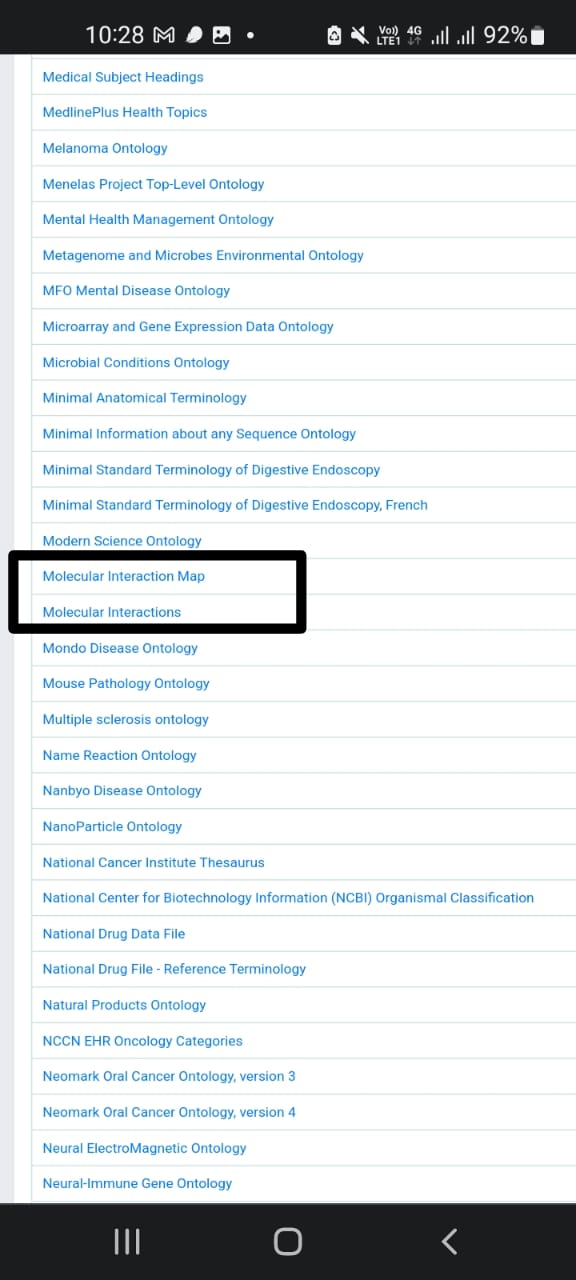 10:28
Vo)) 4G
LTE1
92%
Medical Subject Headings
MedlinePlus Health Topics
Melanoma Ontology
Menelas Project Top-Level Ontology
Mental Health Management Ontology
Metagenome and Microbes Environmental Ontology
MFO Mental Disease Ontology
Microarray and Gene Expression Data Ontology
Microbial Conditions Ontology
Minimal Anatomical Terminology
Minimal Information about any Sequence Ontology
Minimal Standard Terminology of Digestive Endoscopy
Minimal Standard Terminology of Digestive Endoscopy, French
Modern Science Ontology
Molecular Interaction Map
Molecular Interactions
Mondo Disease Ontology
Mouse Pathology Ontology
Multiple sclerosis ontology
Name Reaction Ontology
Nanbyo Disease Ontology
NanoParticle Ontology
National Cancer Institute Thesaurus
National Center for Biotechnology Information (NCBI) Organismal Classification
National Drug Data File
National Drug File - Reference Terminology
Natural Products Ontology
NCCN EHR Oncology Categories
Neomark Oral Cancer Ontology, version 3
Neomark Oral Cancer Ontology, version 4
Neural ElectroMagnetic Ontology
Neural-Immune Gene Ontology